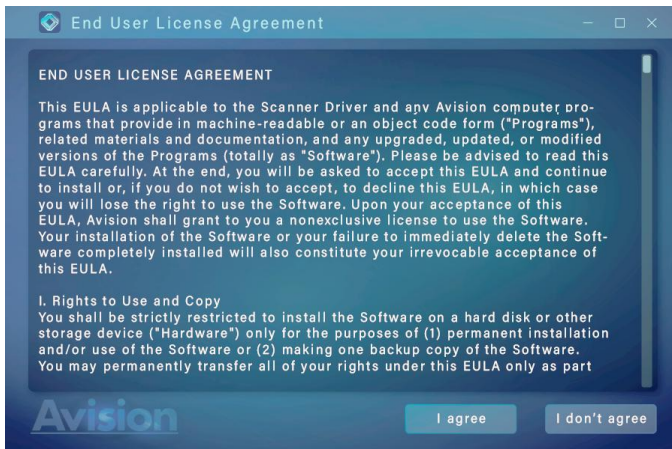 End User License Agreement
END USER LICENSE AGREEMENT
This EULA is applicable to the Scanner Driver and any Avision computer pro-
grams that provide in machine-readable or an object code form ("Programs"),
related materials and documentation, and any upgraded, updated, or modified
versions of the Programs (totally as "Software"). Please be advised to read this
EULA carefully. At the end, you will be asked to accept this EULA and continue
to install or, if you do not wish to accept, to decline this EULA, in which case
you will lose the right to use the Software. Upon your acceptance of this
EULA, Avision shall grant to you a nonexclusive license to use the Software.
Your installation of the Software or your failure to immediately delete the Soft-
ware completely installed will also constitute your irrevocable acceptance of
this EULA.
I. Rights to Use and Copy
You shall be strictly restricted to install the Software on a hard disk or other
storage device ("Hardware") only for the purposes of (1) permanent installation
and/or use of the Software or (2) making one backup copy of the Software.
You may permanently transfer all of your rights under this EULA only as part
Avision
I agree
I don't agree